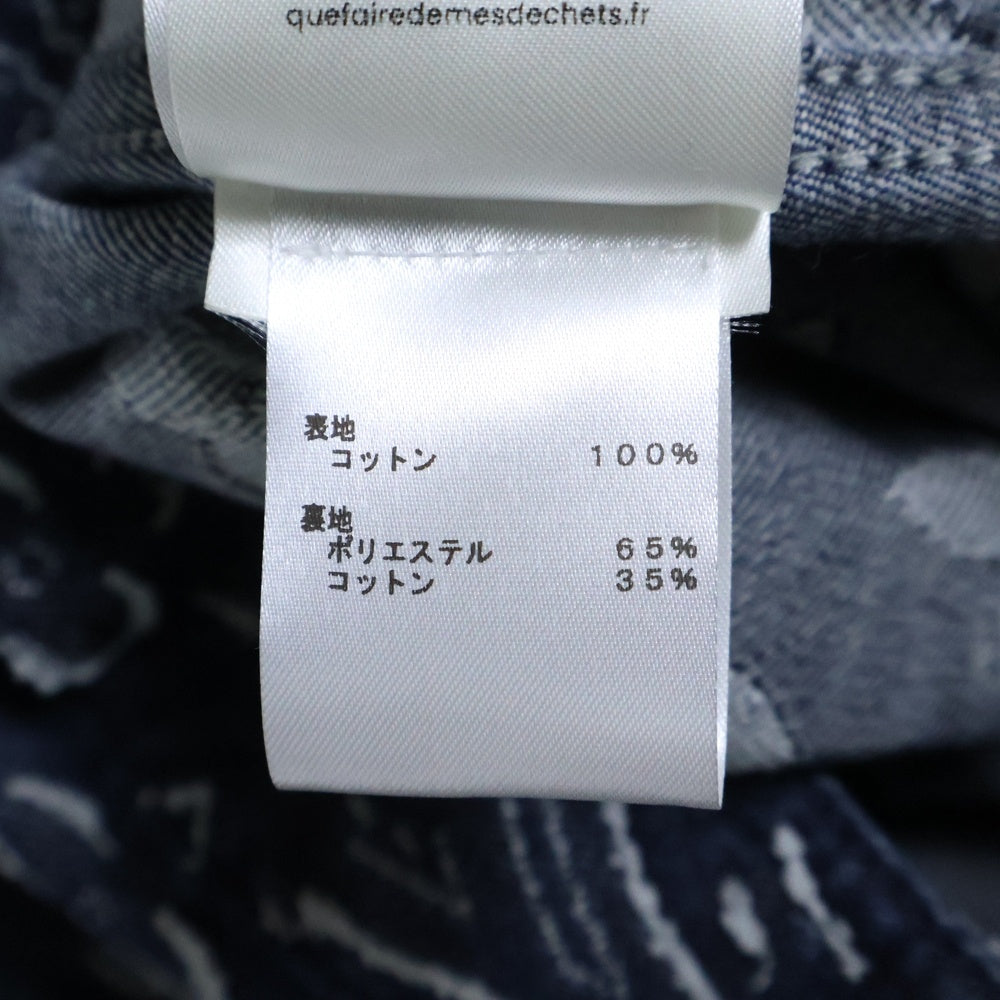 quefairedemesdechets.fr
表地
コットン 100%
裏地
ポリエステル 65%
コットン 35%